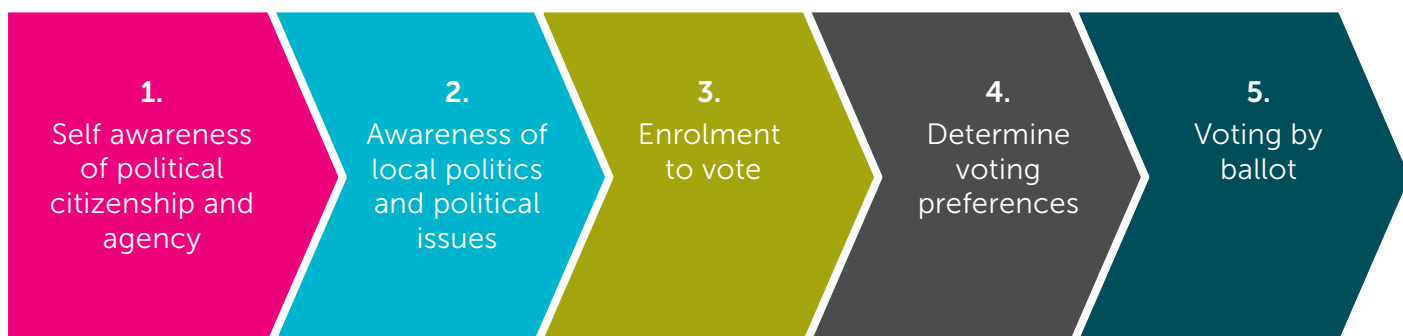 1.
Self awareness
of political
citizenship and
agency
2.
Awareness of
local politics
and political
issues
3.
Enrolment
to vote
4.
Determine
voting
preferences
5.
Voting by
ballot